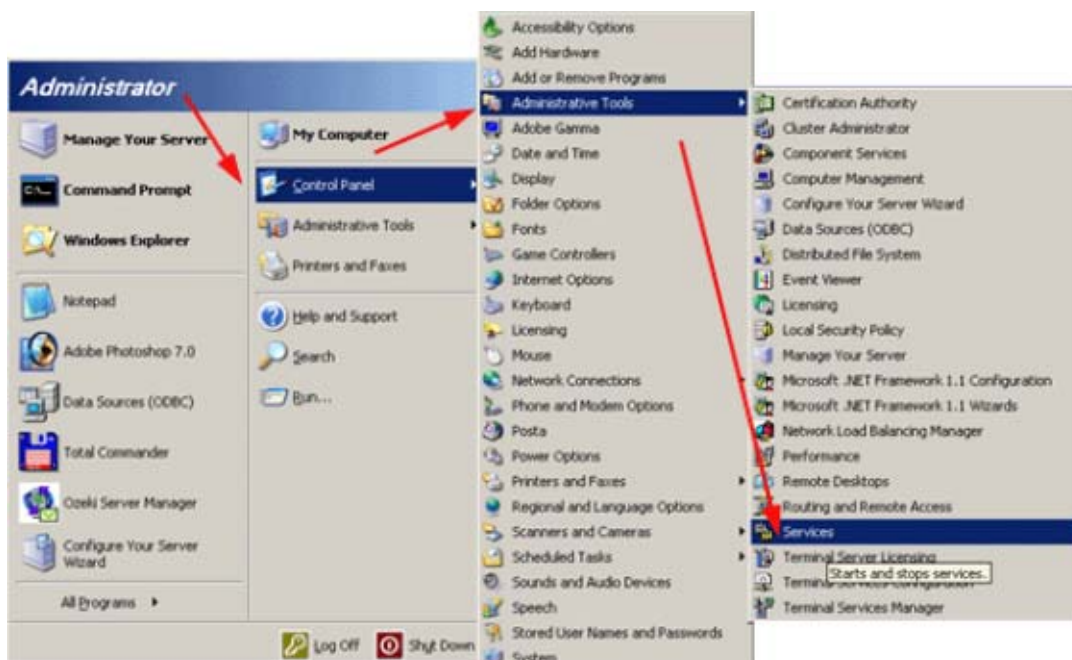 Administrator
Manage Your Server
Command Prompt
Windows Explorer
Notepad
Adobe Photoshop 7.0
Data Sources (ODBC)
Total Commander
Ozeki Server Manager
Configure Your Server
Wizard
All Programs
My Computer
Control Panel
Administrative Tools
Printers and Faxes
Help and Support
Search
Run...
Log Off
Shut Down
Accessibility Options
Add Hardware
Add or Remove Programs
Administrative Tools
Adobe Gamma
Date and Time
Display
Folder Options
Fonts
Game Controllers
Internet Options
Keyboard
Licensing
Mouse
Network Connections
Phone and Modem Options
Posta
Power Options
Printers and Faxes
Regional and Language Options
Scanners and Cameras
Scheduled Tasks
Sounds and Audio Devices
Speech
Stored User Names and Passwords
System
Certification Authority
Cluster Administrator
Component Services
Computer Management
Configure Your Server Wizard
Data Sources (ODBC)
Distributed File System
Event Viewer
Licensing
Local Security Policy
Manage Your Server
Microsoft .NET Framework 1.1 Configuration
Microsoft .NET Framework 1.1 Wizards
Network Load Balancing Manager
Performance
Remote Desktops
Routing and Remote Access
Services
Terminal Server Licensing
Starts and stops services.
Terminal Services Configuration
Terminal Services Manager